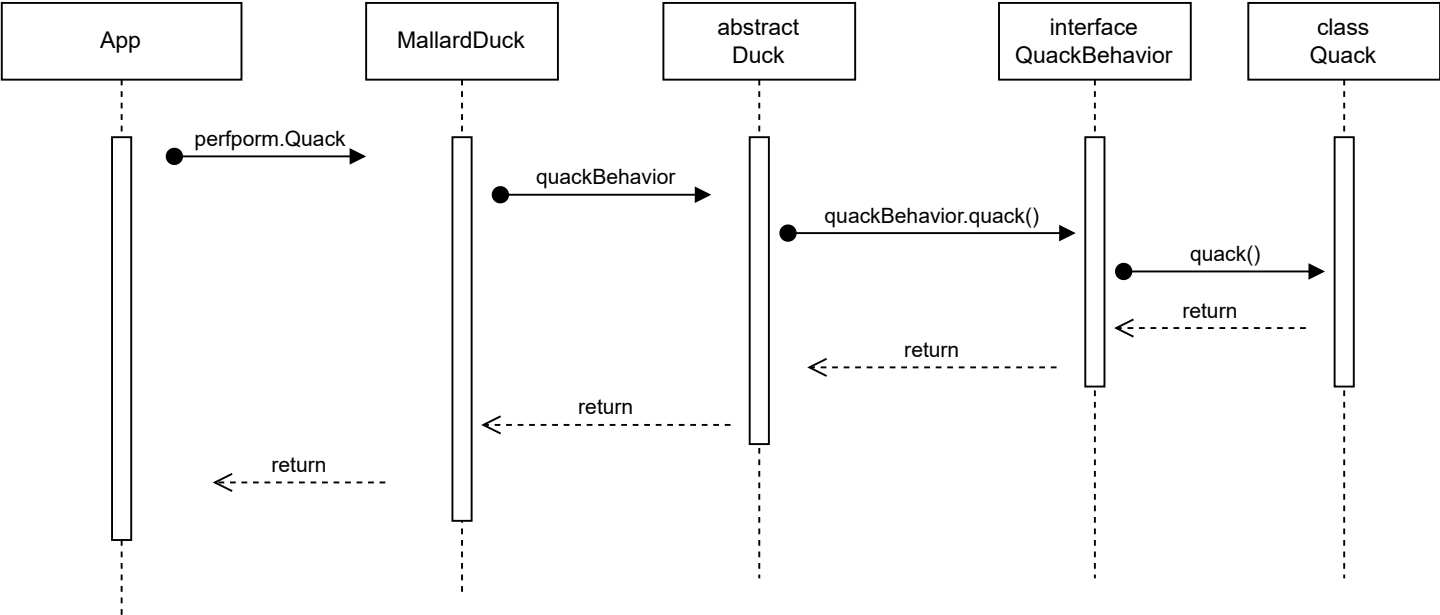 App
MallardDuck
abstract
Duck
interface
QuackBehavior
class
Quack
perfporm.Quack
quackBehavior
quackBehavior.quack()
quack()
return
return
return
return